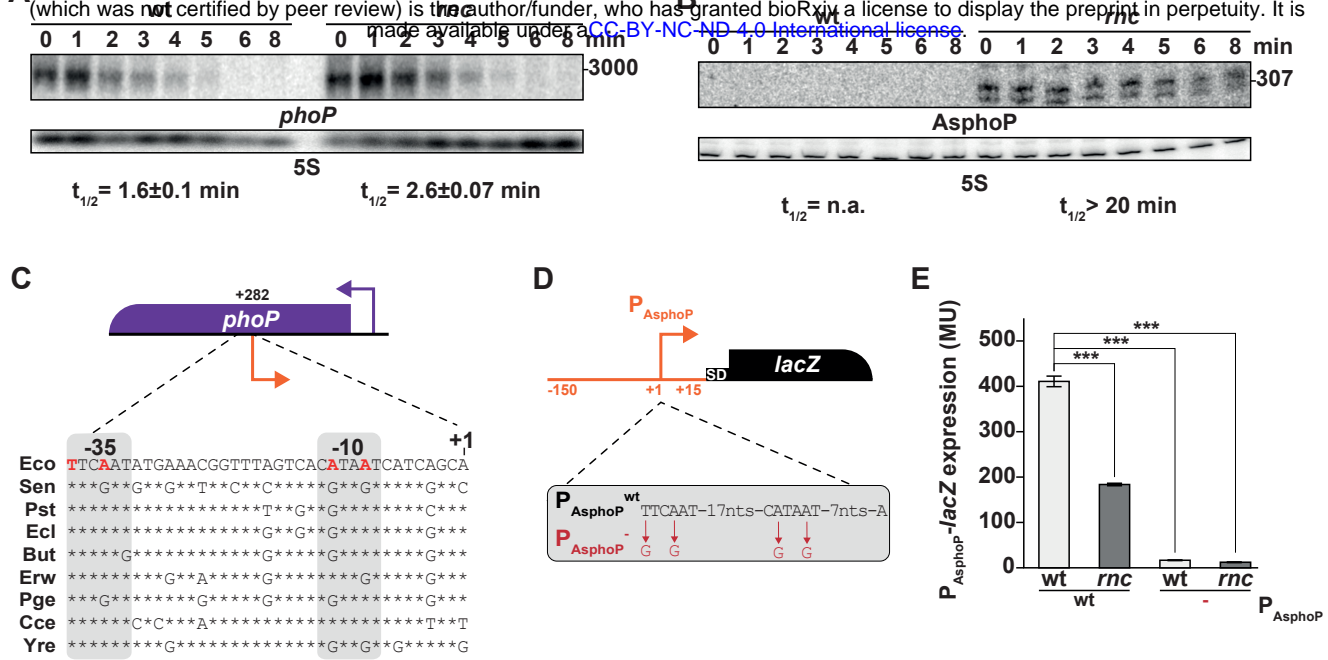 (which was not certified by peer review) is the author/funder, who has granted bioRxiv a license to display the preprint in perpetuity. It is
made available under aCC-BY-NC-ND 4.0 International license.
wt rnc
0 1 2 3 4 5 6 8 0 1 2 3 4 5 6 8 min
-3000
phoP
5S
t1/2= 1.6±0.1 min t1/2= 2.6±0.07 min
B
wt rnc
0 1 2 3 4 5 6 8 0 1 2 3 4 5 6 8 min
-307
AsphoP
5S
t1/2= n.a. t1/2> 20 min
C
+282
phoP
-35 -10 +1
Eco TTCAATATGAAACGGTTTAGTCACATAATCATCAGCA
Sen ***G**G**G**T**C**C*****G**G*****G**C
Pst ******************T**G**G********C***
Ecl ******************G**G**G********G***
But *****G******************G********G***
Erw *********G**A*****G********G*****G***
Pge ***G********G*****G*****G********G***
Cce ******C*C***A********************T**T
Yre *********G**************G**G**G*****G
D
PAsphoP
-150 +1 +15
SD lacZ
PAsphoP wt TTCAAT-17nts-CATAAT-7nts-A
PAsphoP - G G G G
E
PAsphoP-lacZ expression (MU)
500
400
300
200
100
0
***
***
***
wt rnc wt rnc
wt - PAsphoP